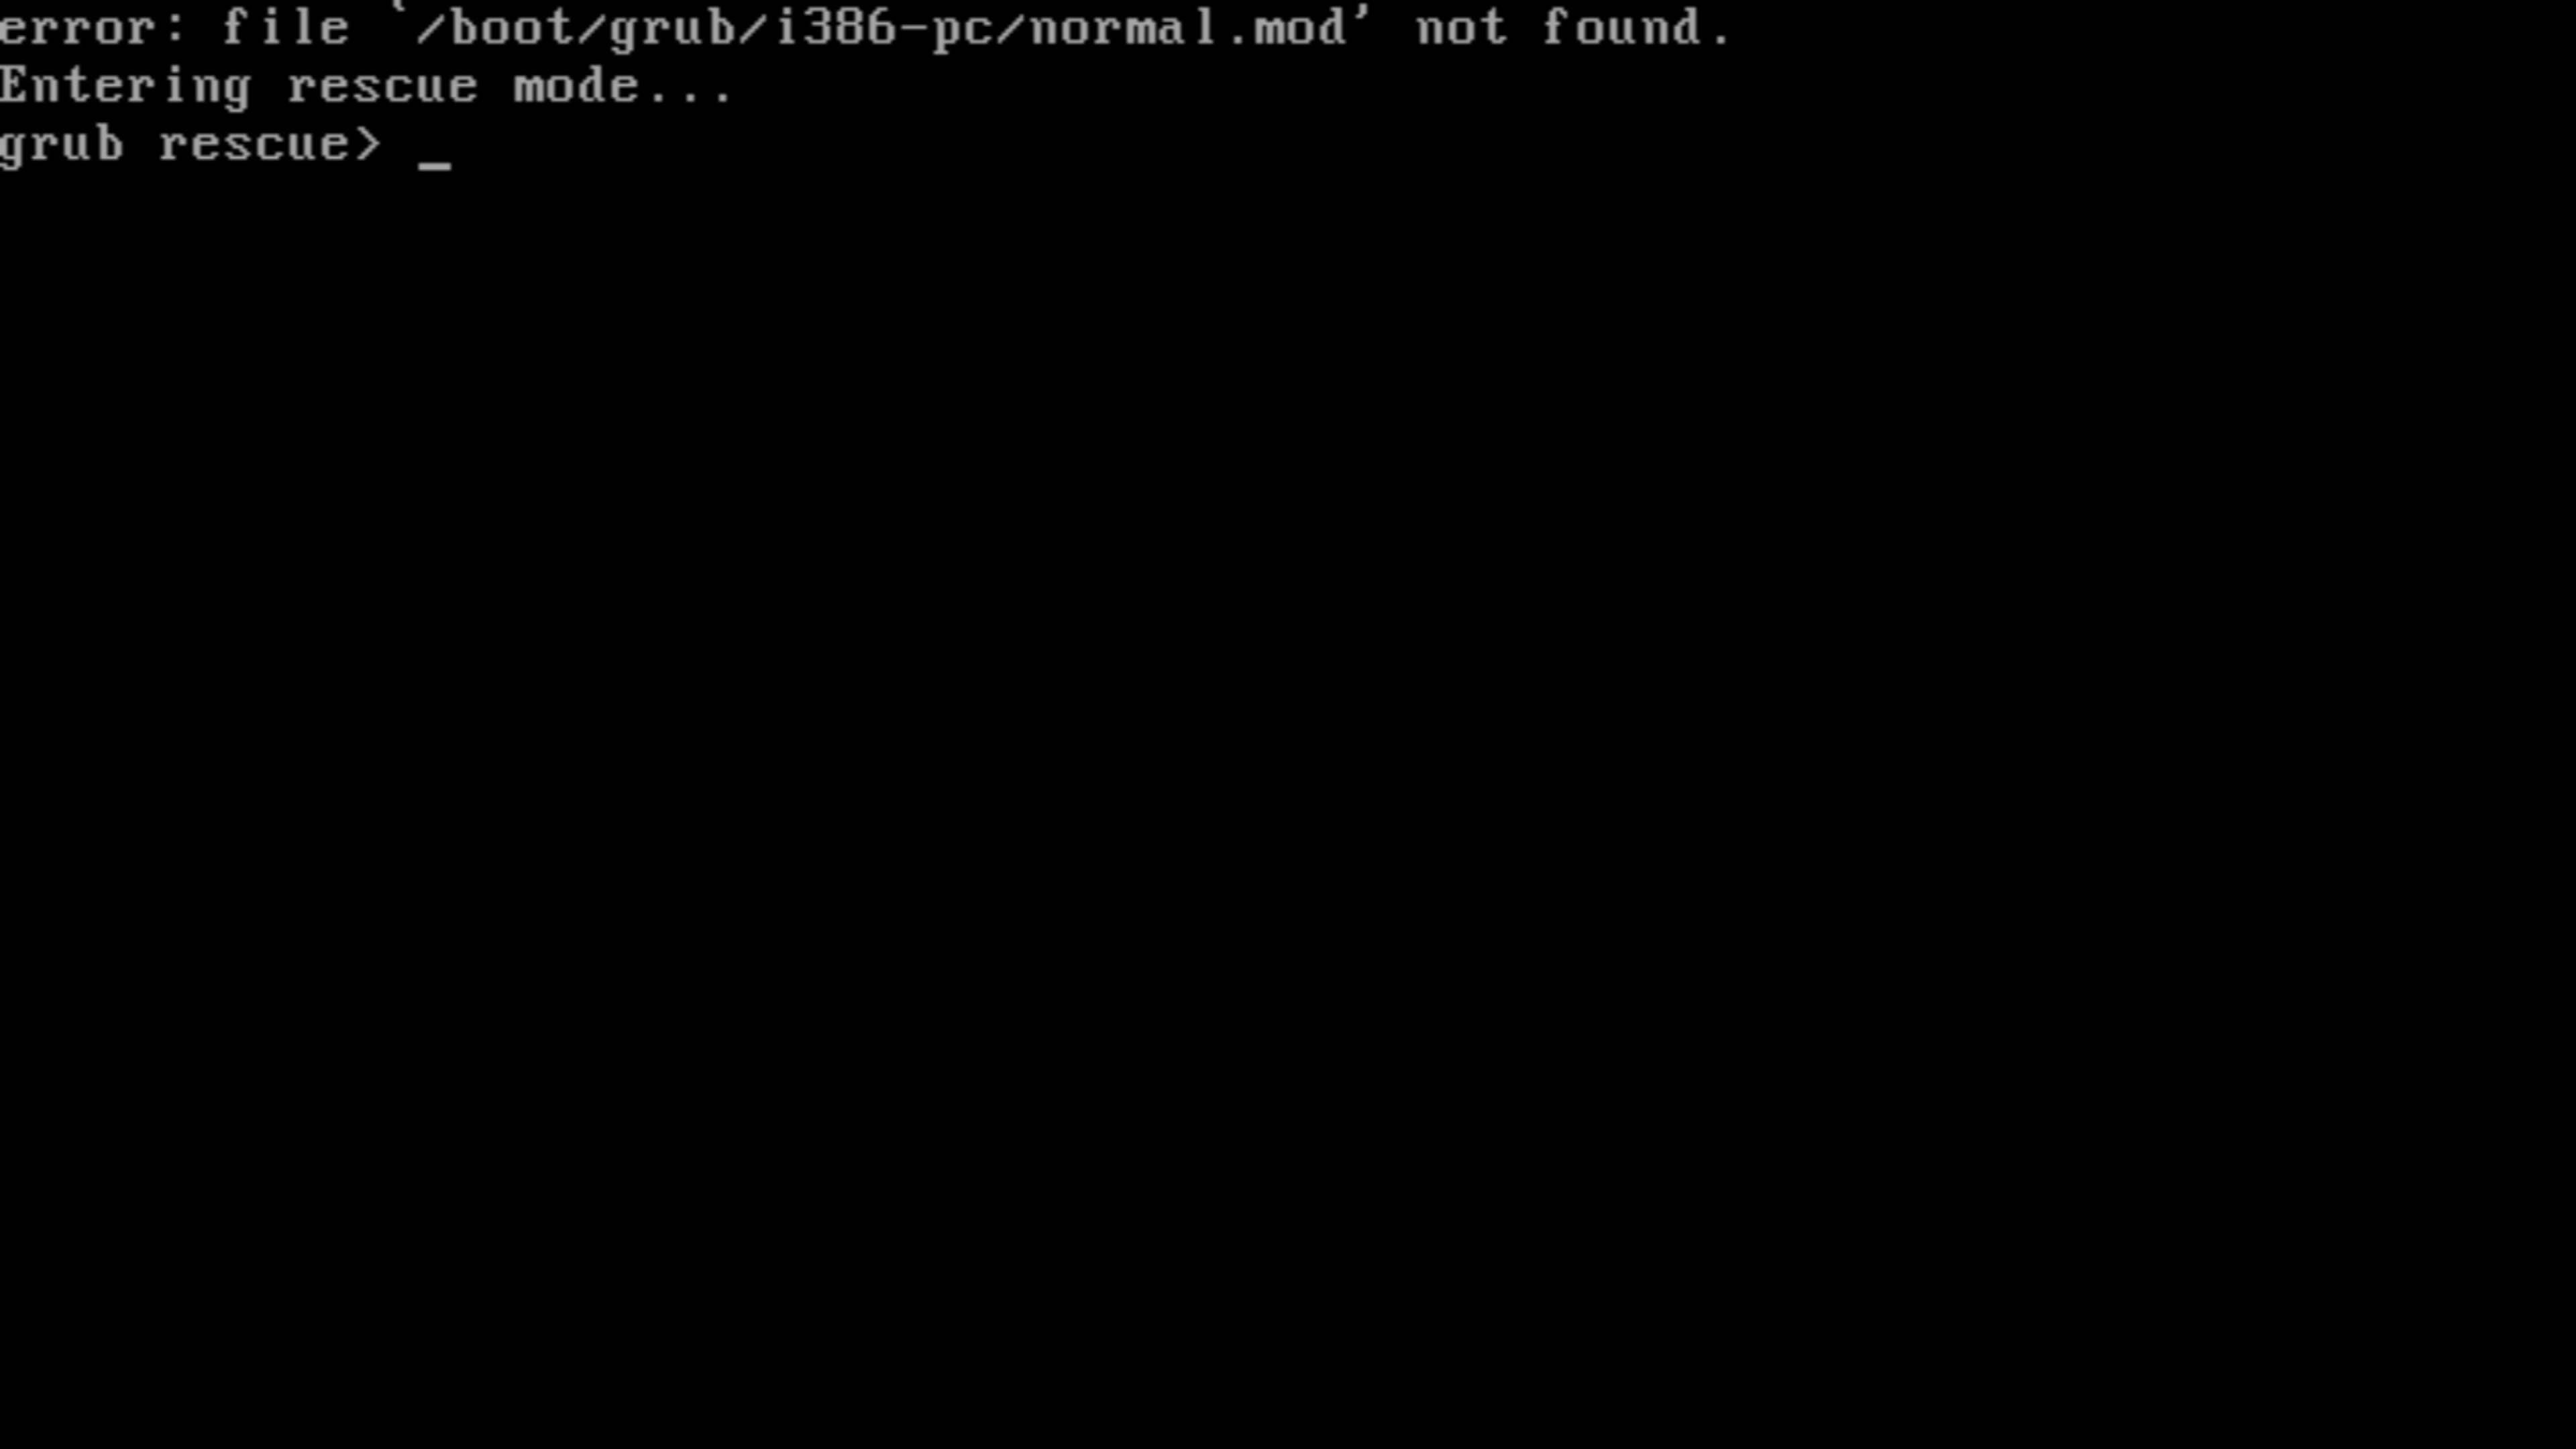 error: file `/boot/grub/i386-pc/normal.mod' not found.
Entering rescue mode...
grub rescue> _